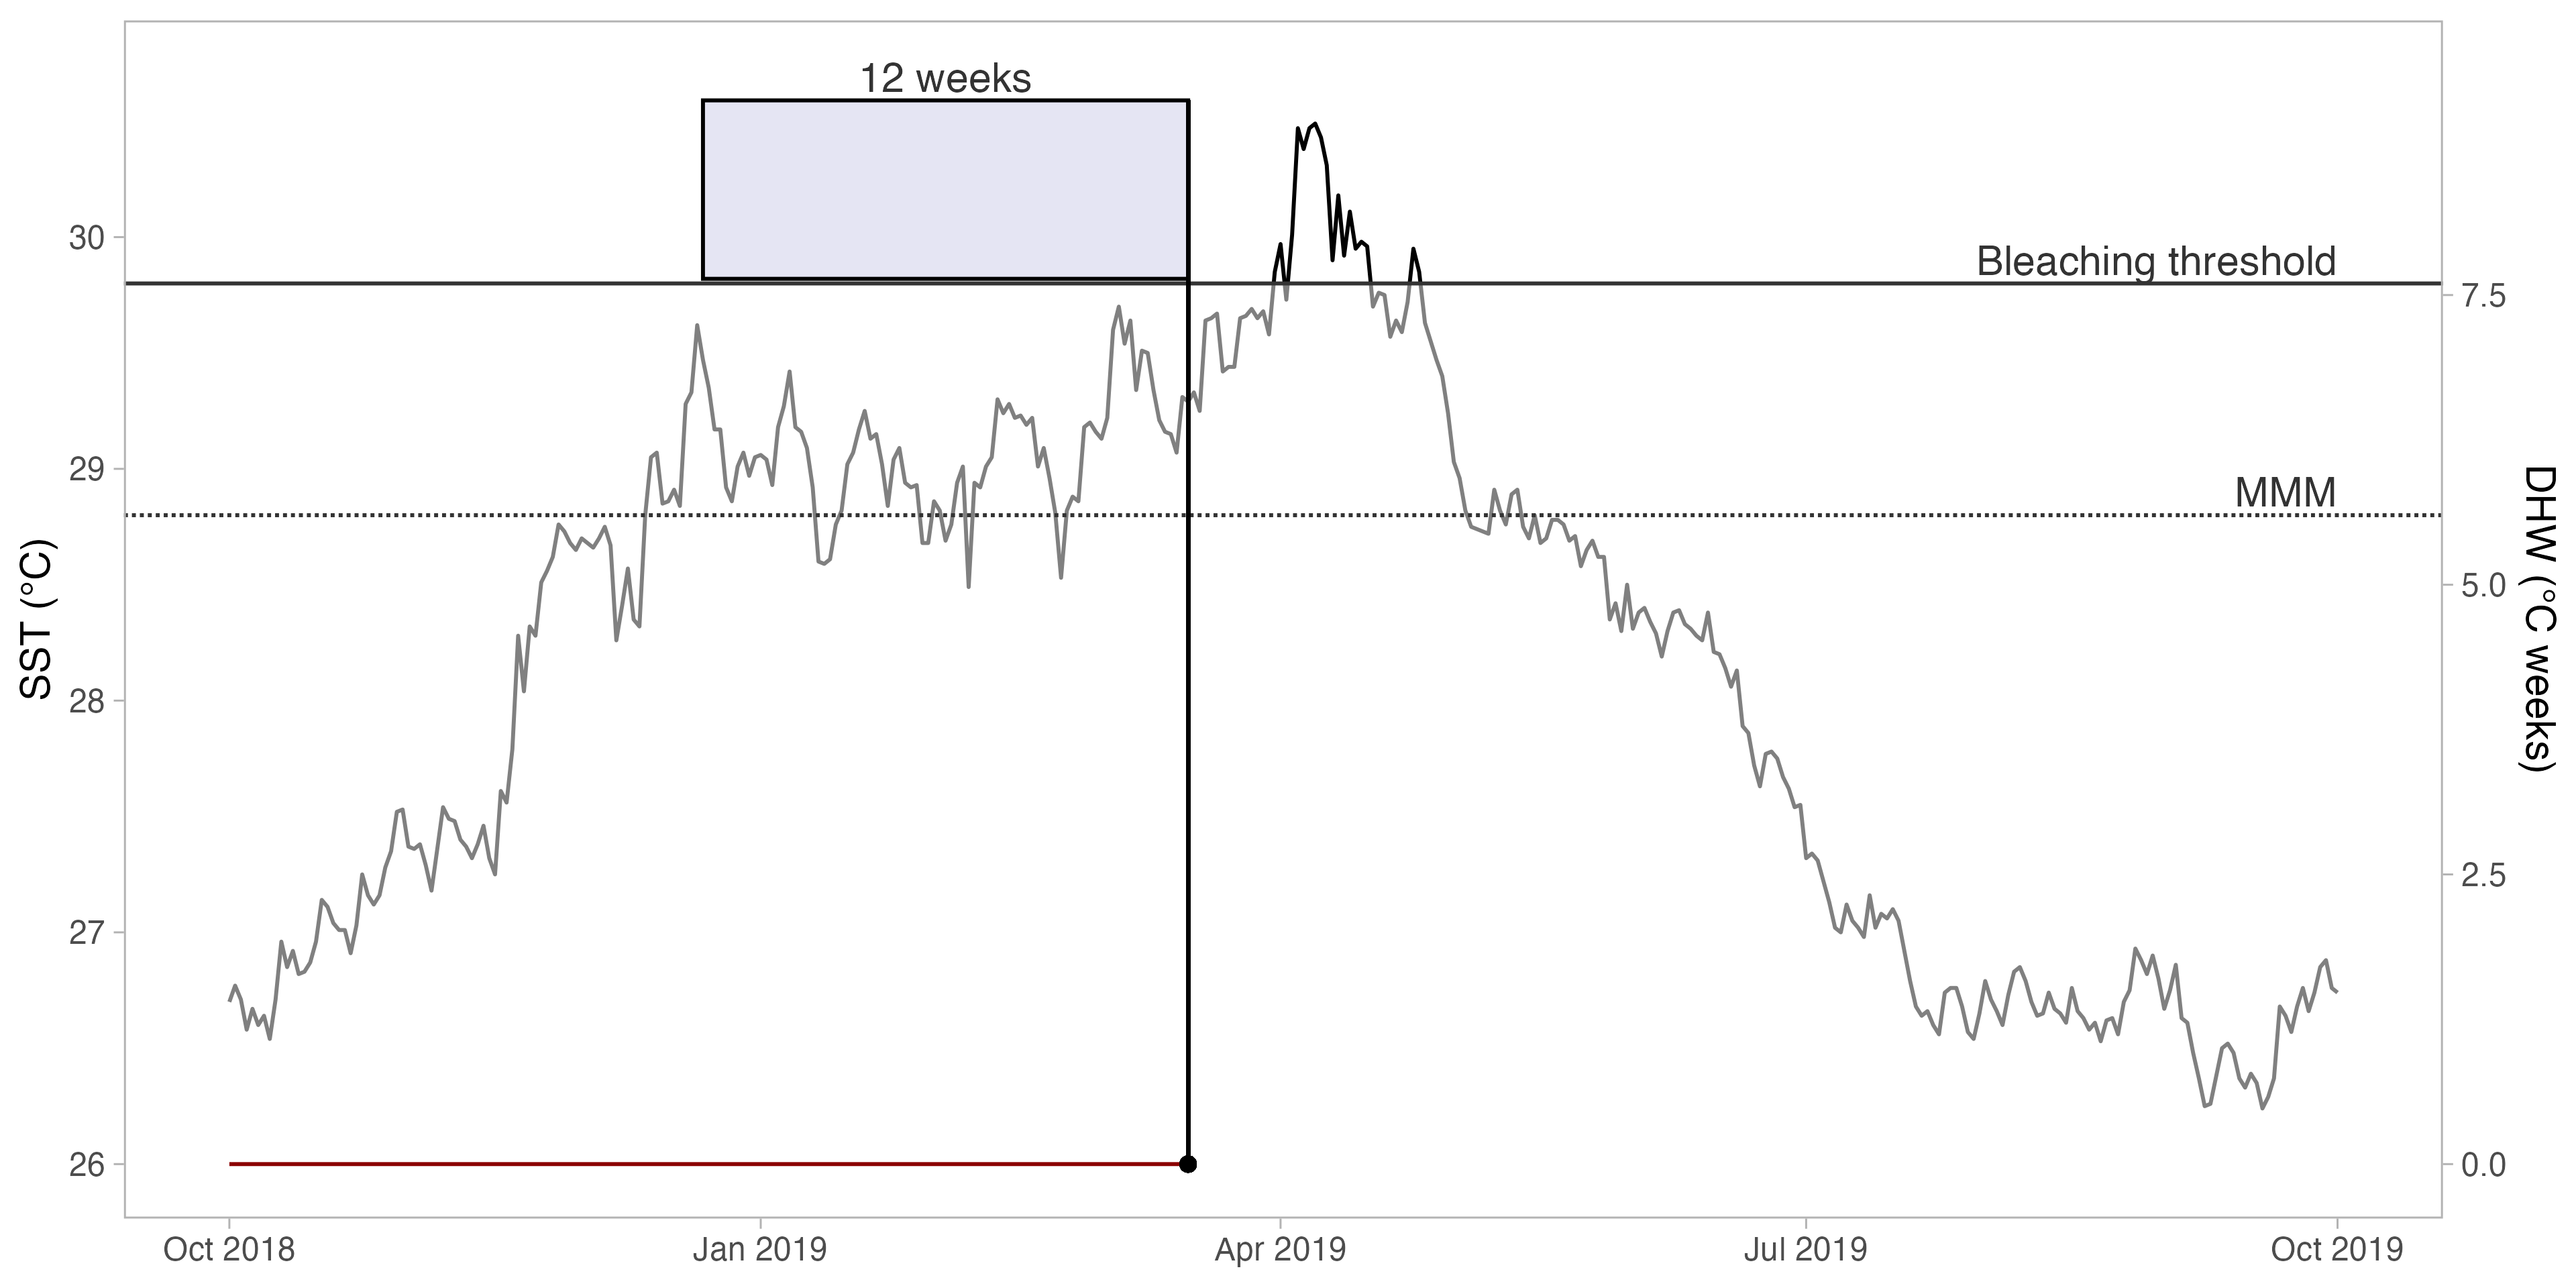 12 weeks
30
Bleaching threshold
7.5
29
MMM
SST (°C)
DHW (°C weeks)
5.0
28
2.5
27
26
0.0
Oct 2018
Jan 2019
Apr 2019
Jul 2019
Oct 2019